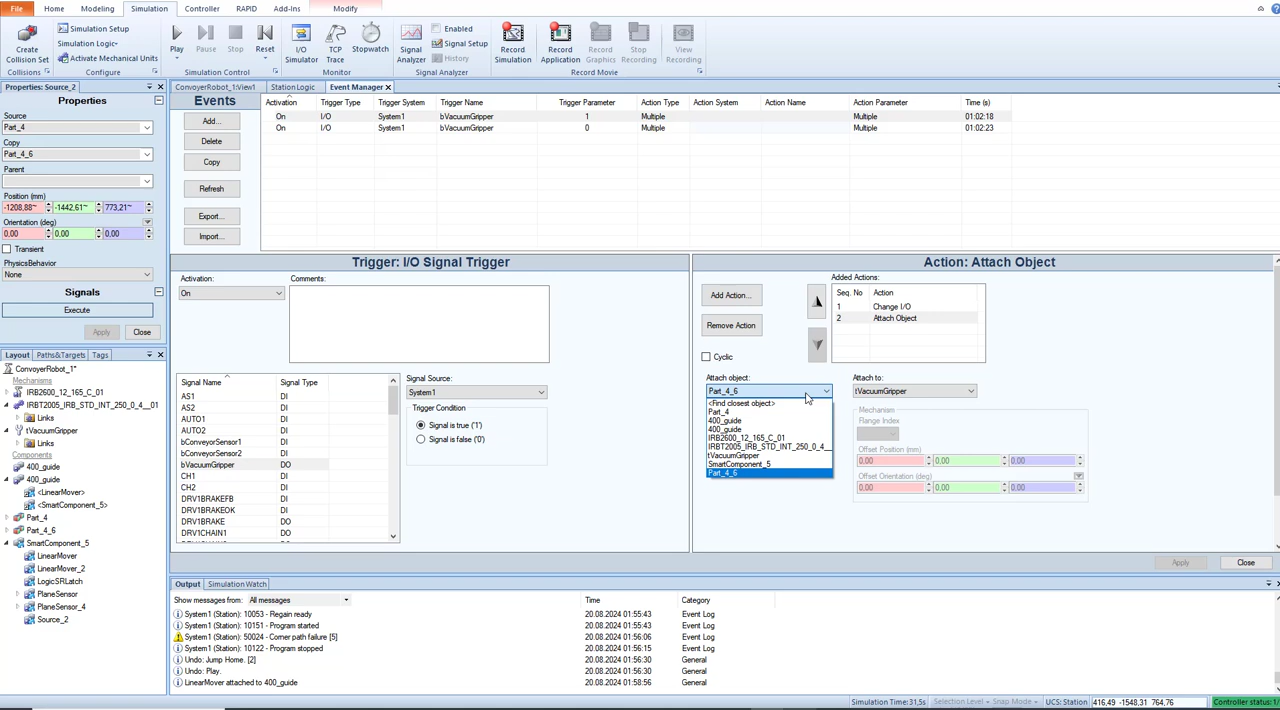 File Home Modeling Simulation Controller RAPID Add-Ins Modify
Create Collision Set
Collisions
Simulation Setup
Simulation Logic
Activate Mechanical Units
Configure
Play Pause Stop Reset
Simulation Control
I/O Simulator TCP Trace Stopwatch
Monitor
Signal Analyzer
Enabled
Signal Setup
History
Signal Analyzer
Record Simulation Record Application Record Graphics Stop Recording View Recording
Record Movie
Properties: Source_2
Properties
Source
Part_4
Copy
Part_4_6
Parent
Position (mm)
-1208,88~ -1442,61~ 773,21~
Orientation (deg)
0,00 0,00 0,00
Transient
PhysicsBehavior
None
Signals
Execute
Apply Close
Layout Paths&Targets Tags
ConvoyerRobot_1*
Mechanisms
IRB2600_12_165_C_01
IRBT2005_IRB_STD_INT_250_0_4__01
Links
tVacuumGripper
Links
Components
400_guide
400_guide
<LinearMover>
<SmartComponent_5>
Part_4
Part_4_6
SmartComponent_5
LinearMover
LinearMover_2
LogicSRLatch
PlaneSensor
PlaneSensor_4
Source_2
ConvoyerRobot_1:View1 Station Logic Event Manager
Events
Add...
Delete
Copy
Refresh
Export...
Import...
Activation Trigger Type Trigger System Trigger Name Trigger Parameter Action Type Action System Action Name Action Parameter Time (s)
On I/O System1 bVacuumGripper 1 Multiple Multiple 01:02:18
On I/O System1 bVacuumGripper 0 Multiple Multiple 01:02:23
Trigger: I/O Signal Trigger
Activation:
On
Comments:
Signal Name Signal Type
AS1 DI
AS2 DI
AUTO1 DI
AUTO2 DI
bConveyorSensor1 DI
bConveyorSensor2 DI
bVacuumGripper DO
CH1 DI
CH2 DI
DRV1BRAKEFB DI
DRV1BRAKEOK DI
DRV1BRAKE DO
DRV1CHAIN1 DO
Signal Source:
System1
Trigger Condition
Signal is true ('1')
Signal is false ('0')
Action: Attach Object
Add Action...
Remove Action
Cyclic
Added Actions:
Seq. No Action
1 Change I/O
2 Attach Object
Attach object:
Part_4_6
<Find closest object>
Part_4
400_guide
400_guide
IRB2600_12_165_C_01
IRBT2005_IRB_STD_INT_250_0_4__
tVacuumGripper
SmartComponent_5
Part_4_6
Attach to:
tVacuumGripper
Mechanism
Flange Index
Offset Position (mm)
0.00 0.00 0.00
Offset Orientation (deg)
0.00 0.00 0.00
Apply Close
Output Simulation Watch
Show messages from: All messages Time Category
System1 (Station): 10053 - Regain ready 20.08.2024 01:55:43 Event Log
System1 (Station): 10151 - Program started 20.08.2024 01:55:43 Event Log
System1 (Station): 50024 - Corner path failure [5] 20.08.2024 01:56:06 Event Log
System1 (Station): 10122 - Program stopped 20.08.2024 01:56:15 Event Log
Undo: Jump Home. [2] 20.08.2024 01:56:30 General
Undo: Play. 20.08.2024 01:56:30 General
LinearMover attached to 400_guide 20.08.2024 01:58:56 General
Simulation Time: 31,5s Selection Level Snap Mode UCS: Station 416,49 -1548,31 764,76 Controller status: 1/